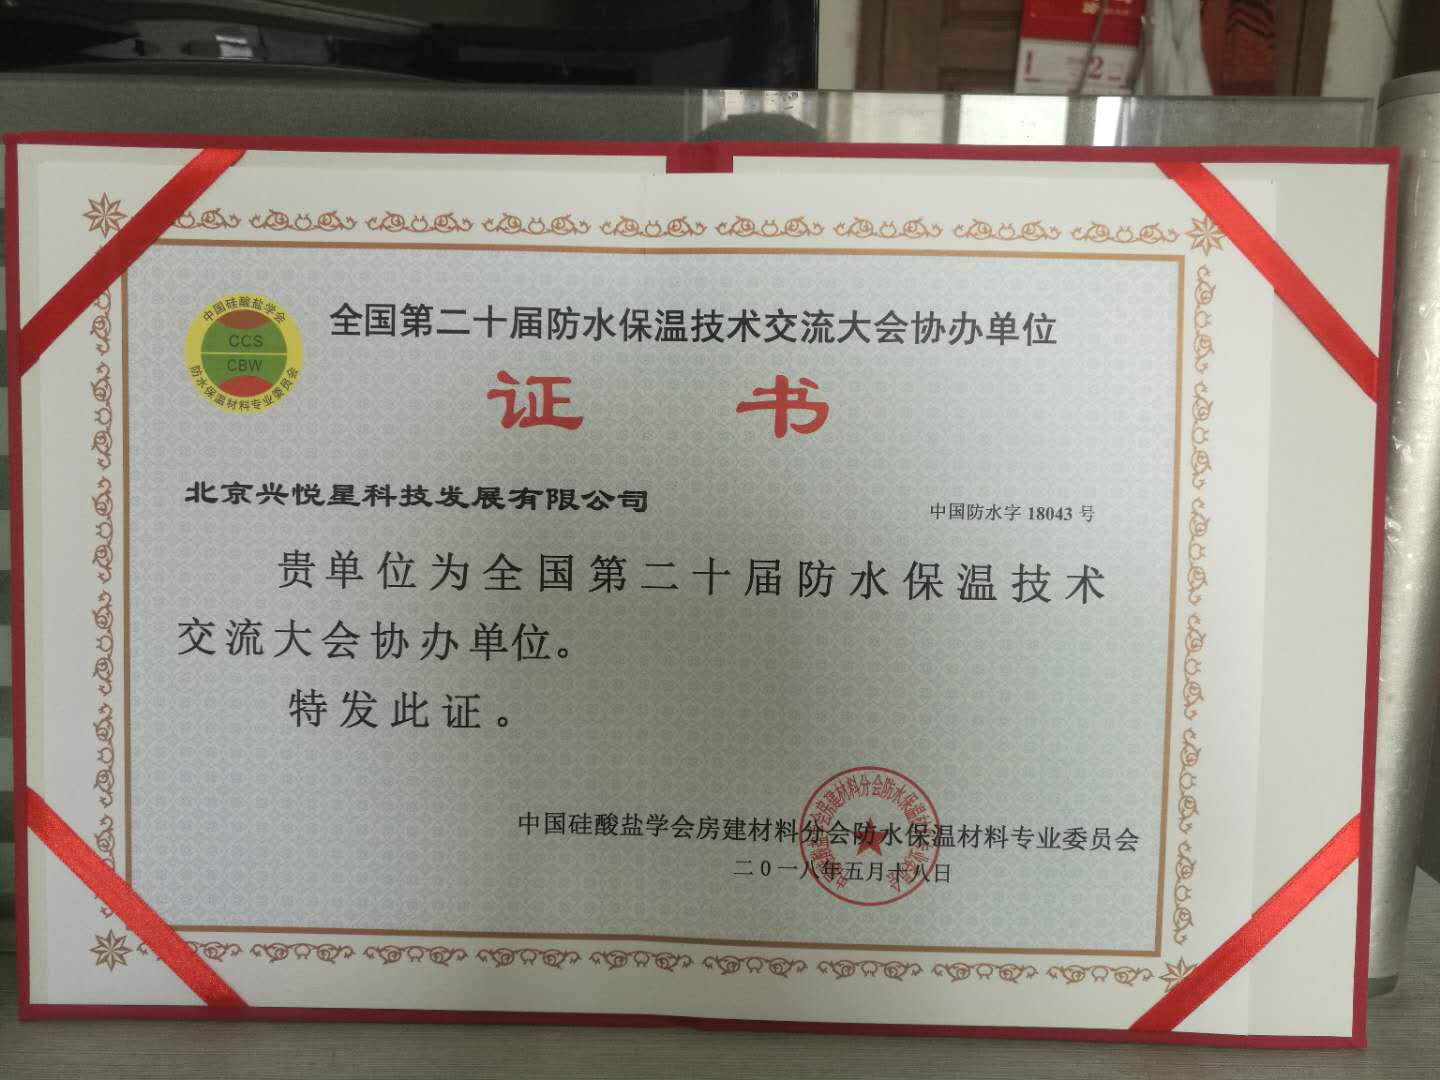 中国硅酸盐学会
CCS
CBW
防水保温材料专业委员会
全国第二十届防水保温技术交流大会协办单位
证 书
北京兴悦星科技发展有限公司
中国防水字 18043 号
贵单位为全国第二十届防水保温技术
交流大会协办单位。
特发此证。
中国硅酸盐学会房建材料分会防水保温材料专业委员会
二0一八年五月十八日
2